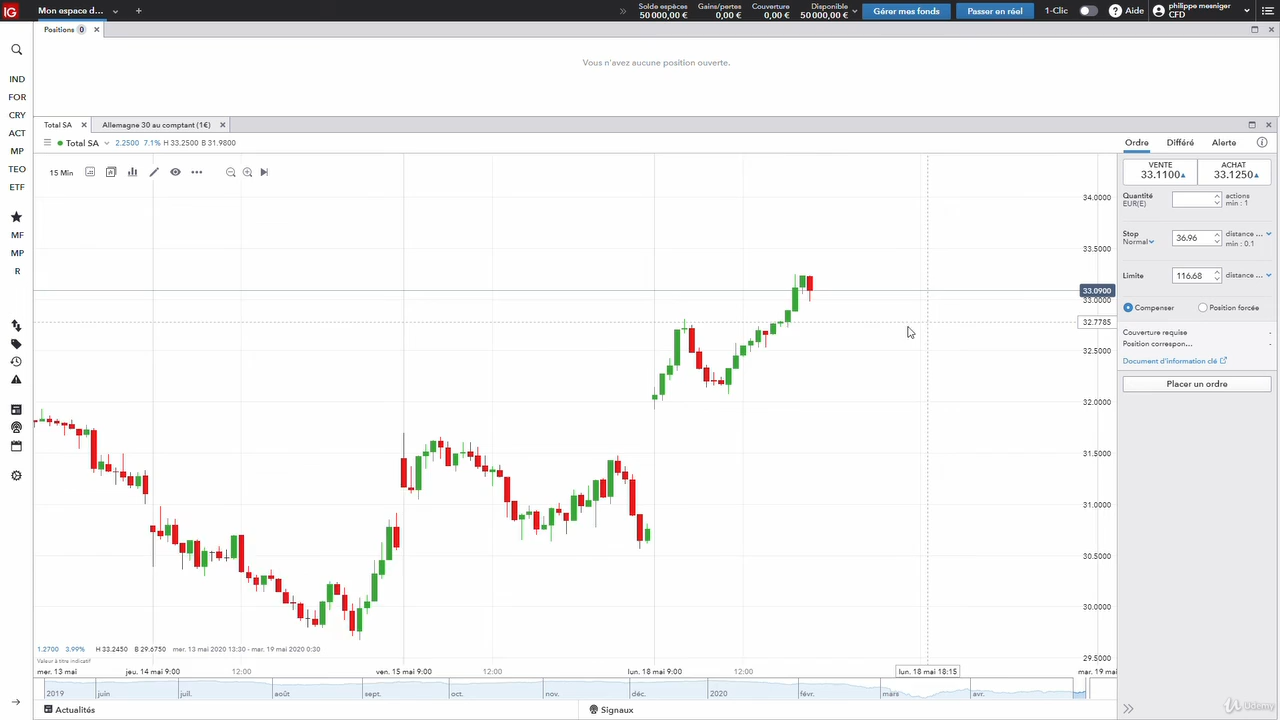 IG
Mon espace d...
Solde espèces
50 000,00 €
Gains/pertes
0,00 €
Couverture
0,00 €
Disponible
50 000,00 €
Gérer mes fonds
Passer en réel
1-Clic
Aide
philippe mesniger
CFD
Positions 0
Vous n'avez aucune position ouverte.
IND
FOR
CRY
ACT
MP
TEO
ETF
MF
MP
R
Total SA
Allemagne 30 au comptant (1€)
Total SA 2.2500 7.1% H 33.2500 B 31.9800
15 Min
34.0000
33.5000
33.0900
33.0000
32.7785
32.5000
32.0000
31.5000
31.0000
30.5000
30.0000
29.5000
1.2700 3.99% H 33.2450 B 29.6750 mer. 13 mai 2020 13:30 - mar. 19 mai 2020 0:30
Valeur à titre indicatif
mer. 13 mai
jeu. 14 mai 9:00
12:00
ven. 15 mai 9:00
12:00
lun. 18 mai 9:00
12:00
lun. 18 mai 18:15
mar. 19 mai
2019
juin
juil.
août
sept.
oct.
nov.
déc.
2020
févr.
mars
avr.
Actualités
Signaux
Ordre
Différé
Alerte
VENTE
33.1100
ACHAT
33.1250
Quantité
EUR(E)
actions
min : 1
Stop
Normal
36.96
distance ...
min : 0.1
Limite
116.68
distance ...
Compenser
Position forcée
Couverture requise -
Position correspon... -
Document d'information clé
Placer un ordre
Udemy